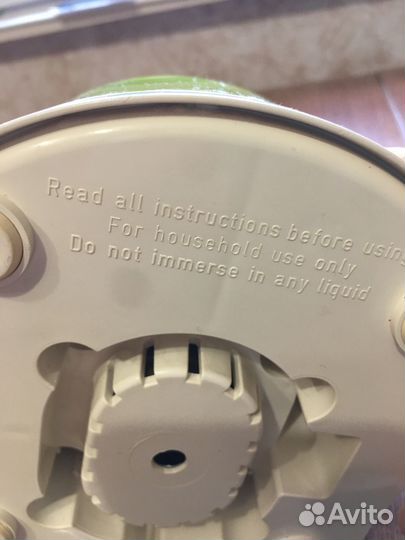 Read all instructions before using
For household use only
Do not immerse in any liquid
Avito